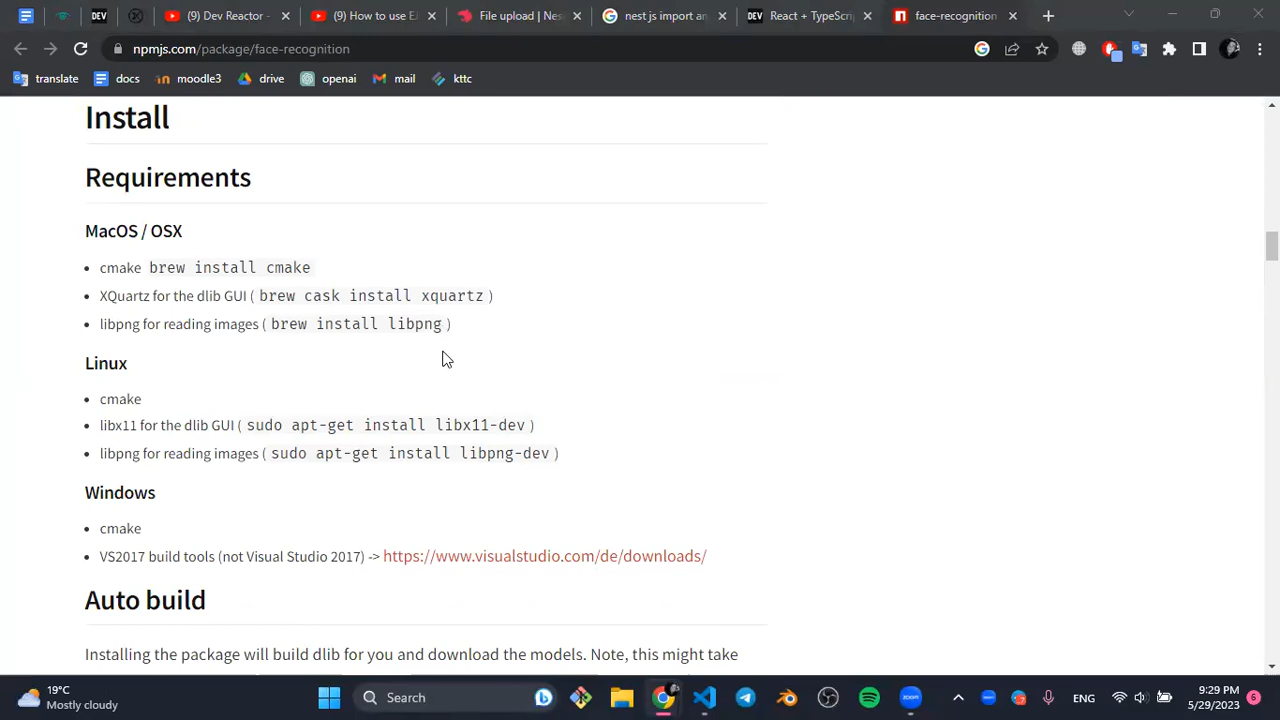 (9) Dev Reactor -
(9) How to use E
File upload | Nes
nest js import an
React + TypeScrip
face-recognition
npmjs.com/package/face-recognition
translate
docs
moodle3
drive
openai
mail
kttc
Install
Requirements
MacOS / OSX
• cmake brew install cmake
• XQuartz for the dlib GUI ( brew cask install xquartz )
• libpng for reading images ( brew install libpng )
Linux
• cmake
• libx11 for the dlib GUI ( sudo apt-get install libx11-dev )
• libpng for reading images ( sudo apt-get install libpng-dev )
Windows
• cmake
• VS2017 build tools (not Visual Studio 2017) -> https://www.visualstudio.com/de/downloads/
Auto build
Installing the package will build dlib for you and download the models. Note, this might take
19°C
Mostly cloudy
Search
zoom
ENG
9:29 PM
5/29/2023
6